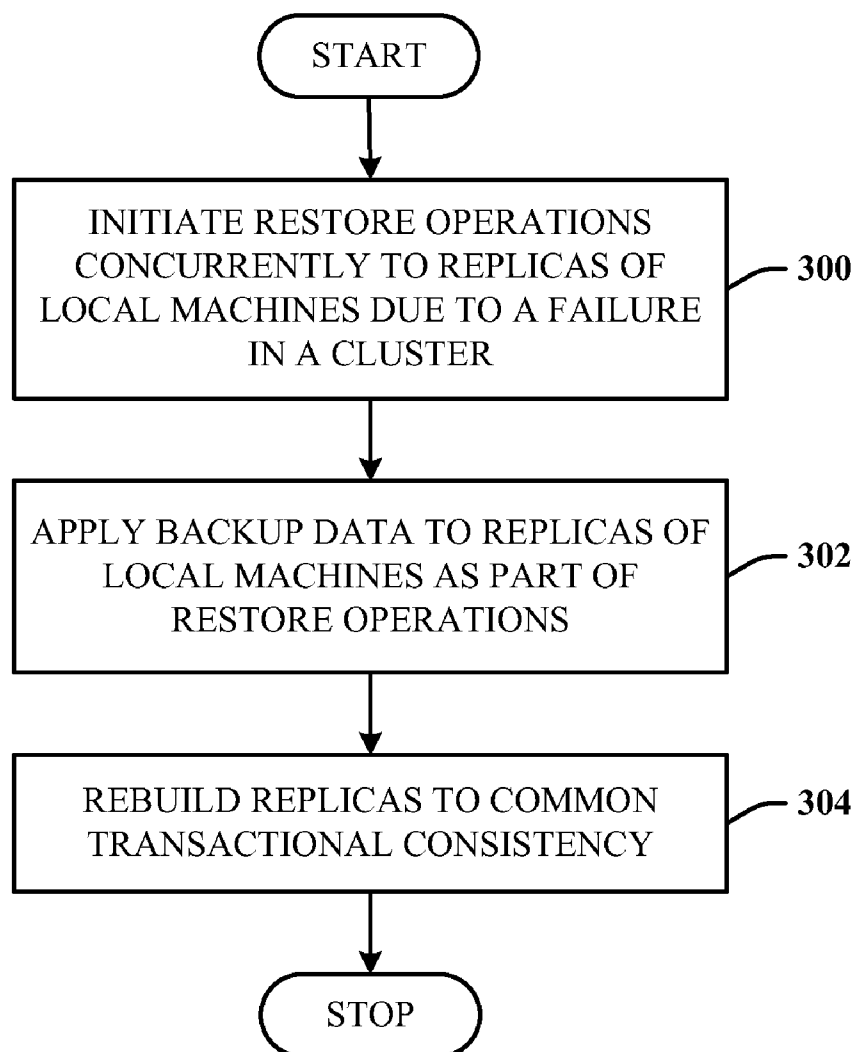 START
INITIATE RESTORE OPERATIONS
CONCURRENTLY TO REPLICAS OF
LOCAL MACHINES DUE TO A FAILURE
IN A CLUSTER
300
APPLY BACKUP DATA TO REPLICAS OF
LOCAL MACHINES AS PART OF
RESTORE OPERATIONS
302
REBUILD REPLICAS TO COMMON
TRANSACTIONAL CONSISTENCY
304
STOP